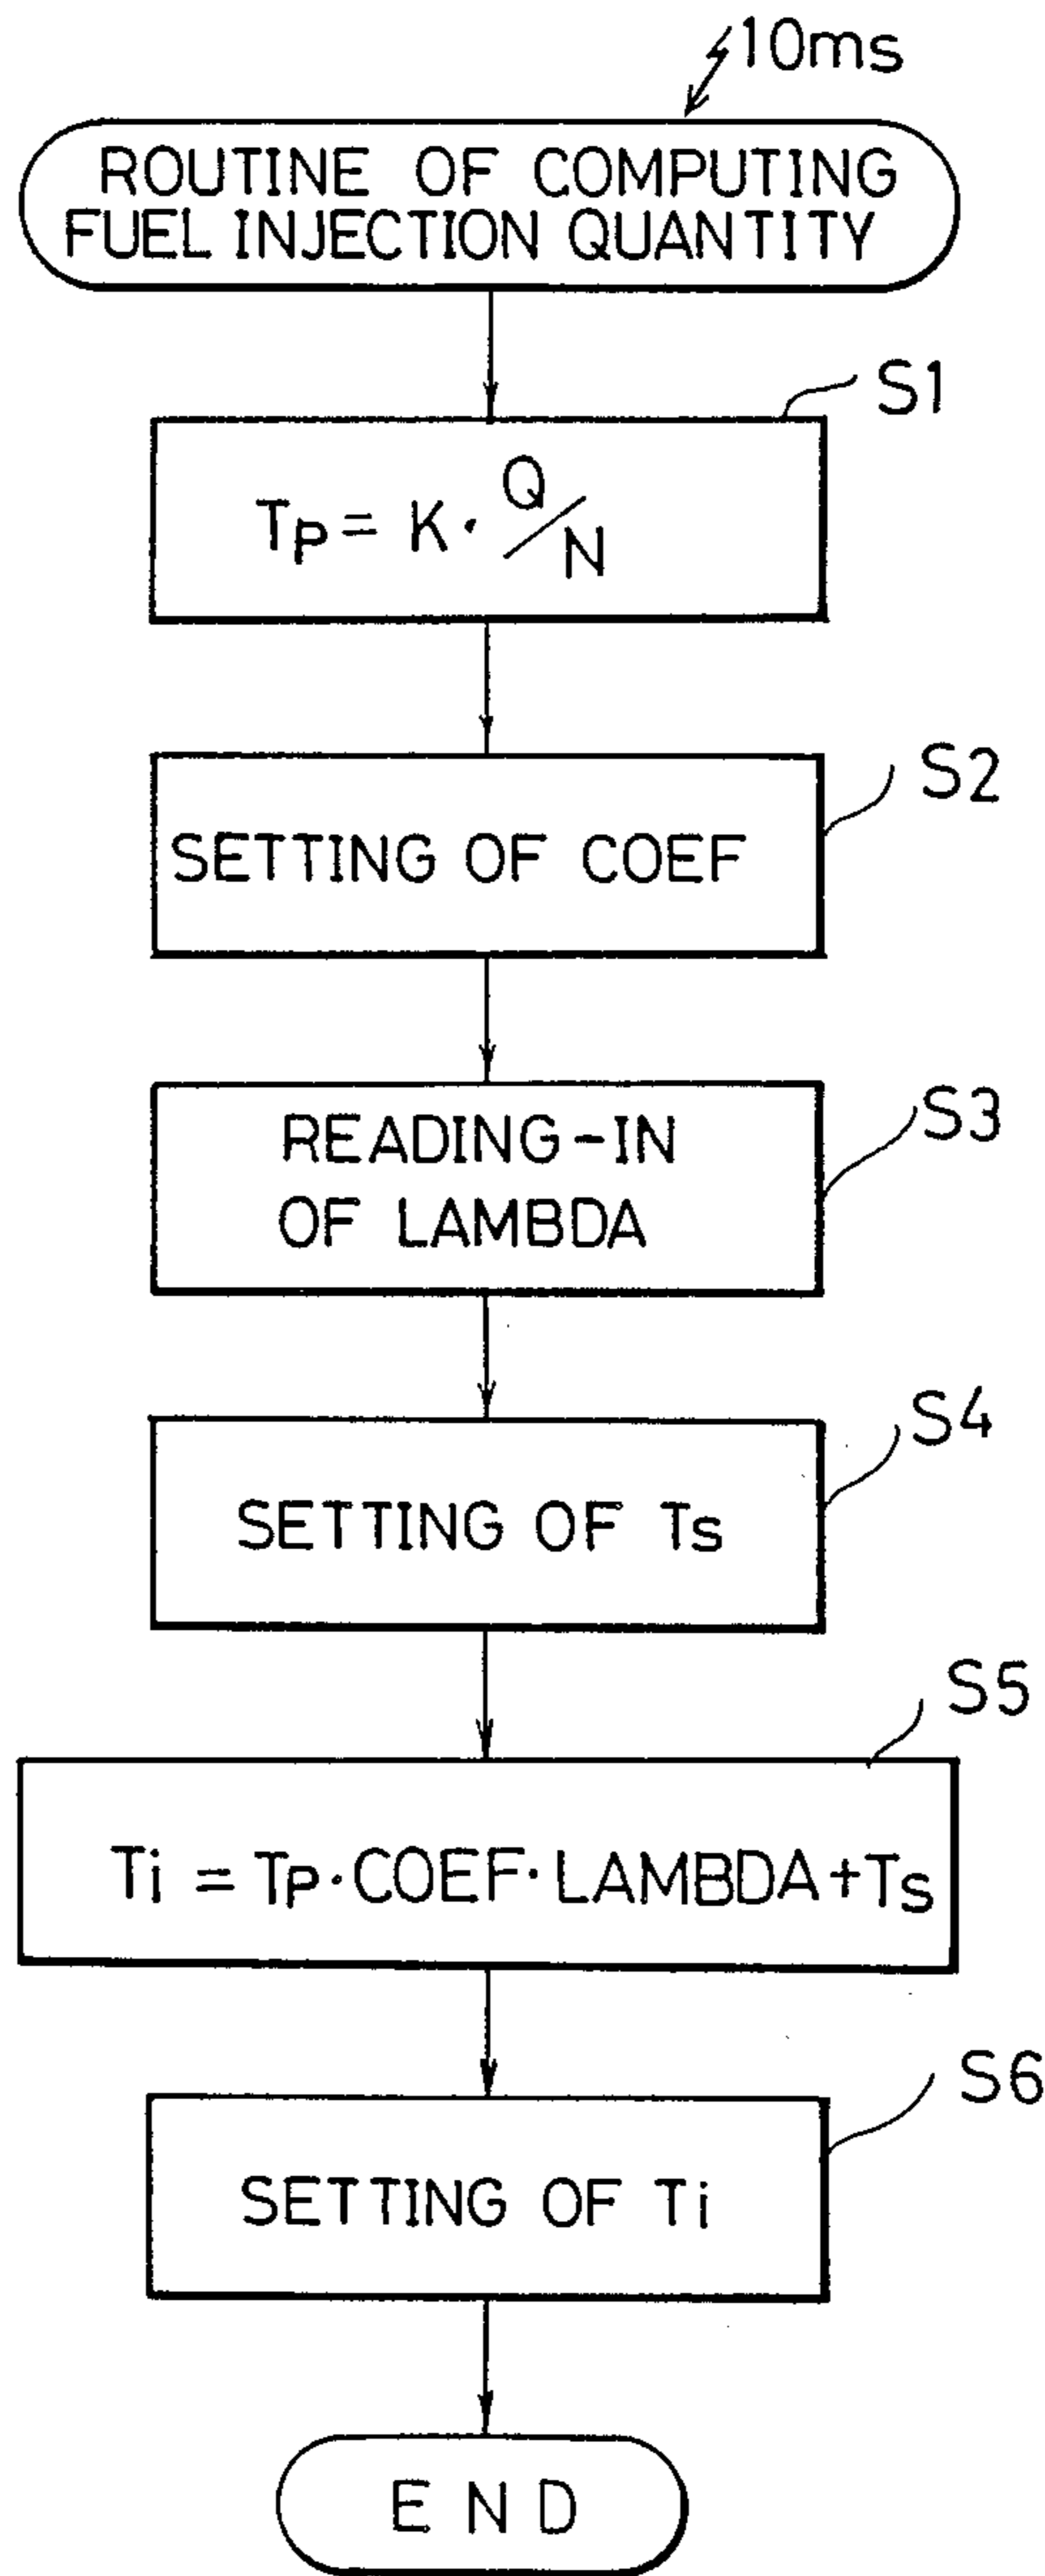 10ms
ROUTINE OF COMPUTING
FUEL INJECTION QUANTITY
S1
Tp = K · Q/N
S2
SETTING OF COEF
S3
READING-IN
OF LAMBDA
S4
SETTING OF Ts
S5
Ti = Tp·COEF·LAMBDA+Ts
S6
SETTING OF Ti
END